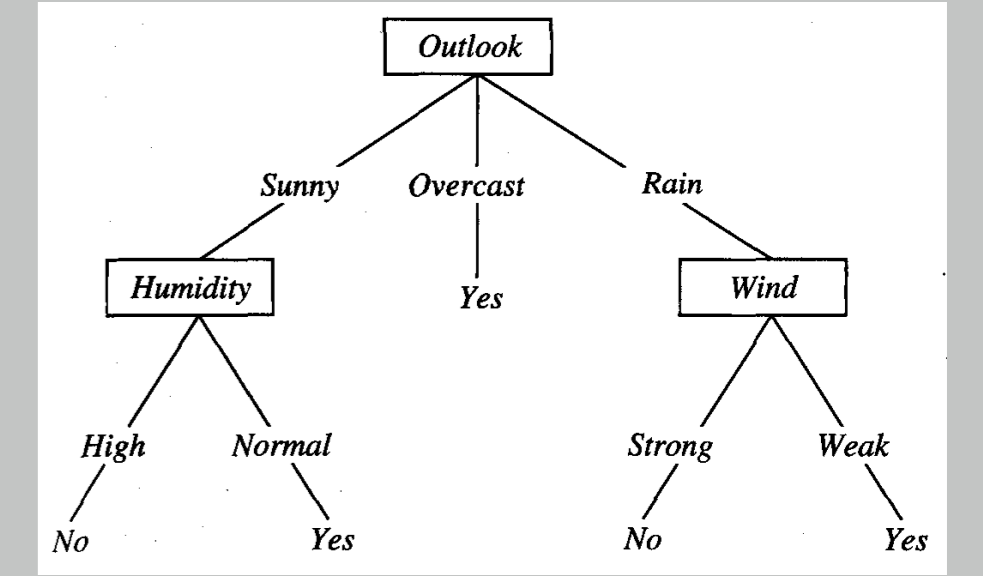 Outlook
Sunny Overcast Rain
Humidity Yes Wind
High Normal Strong Weak
No Yes No Yes